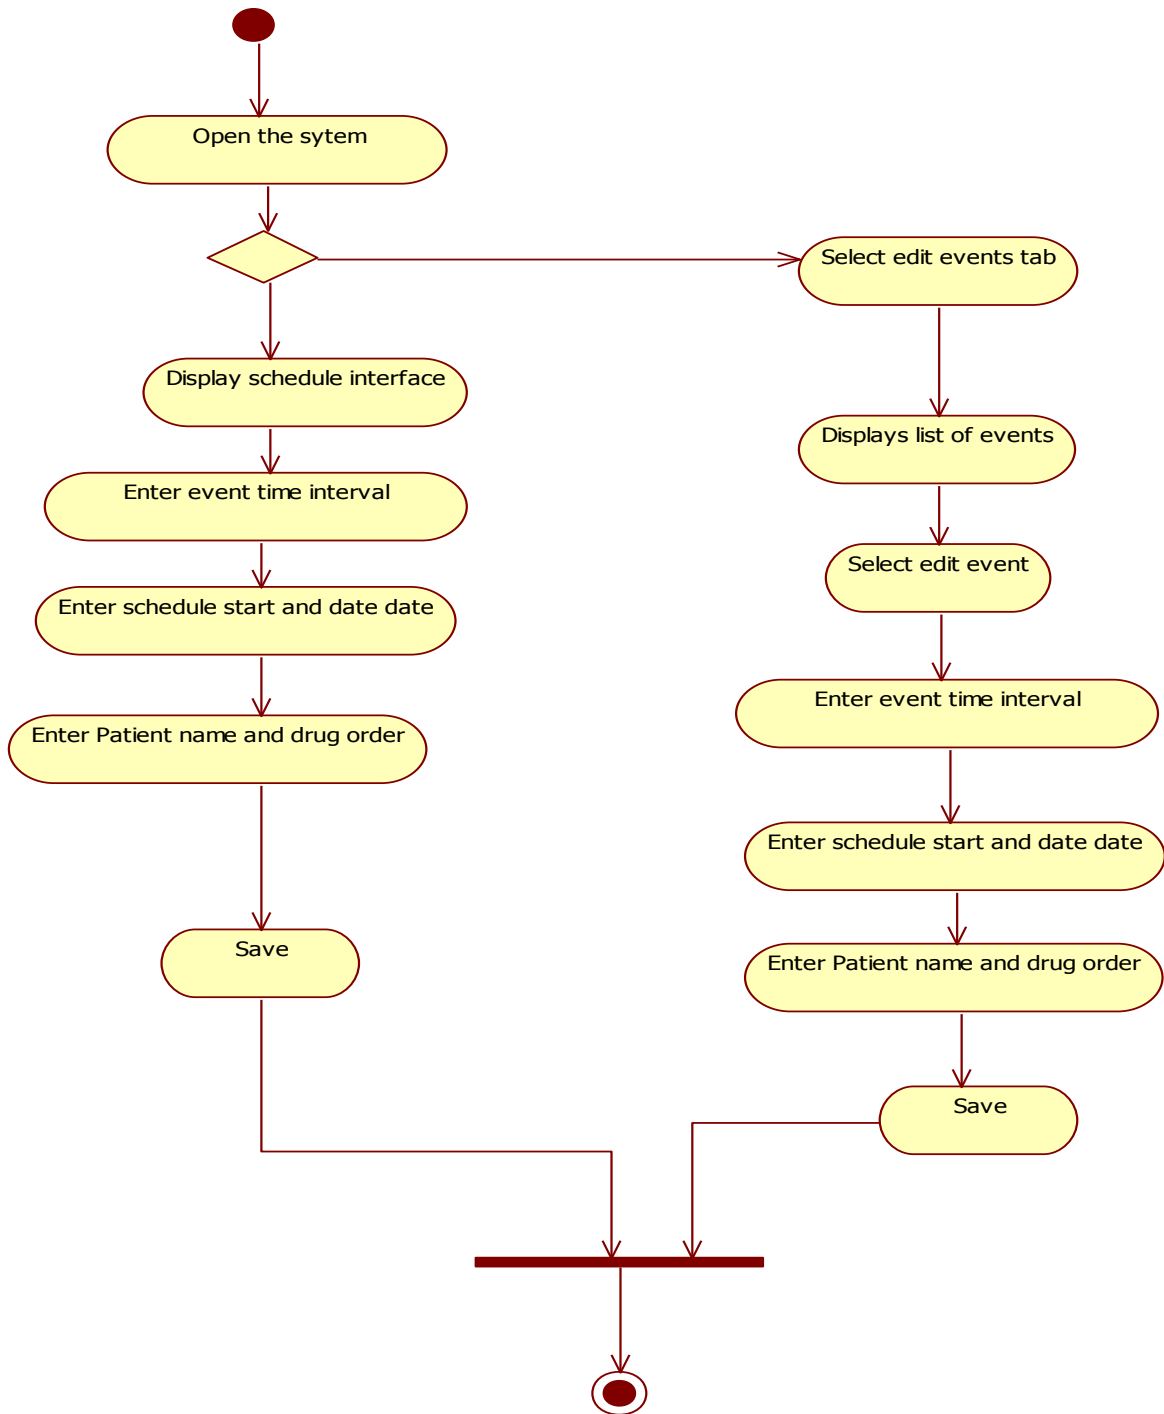 Open the sytem
Select edit events tab
Display schedule interface
Displays list of events
Enter event time interval
Select edit event
Enter schedule start and date date
Enter event time interval
Enter Patient name and drug order
Enter schedule start and date date
Save
Enter Patient name and drug order
Save